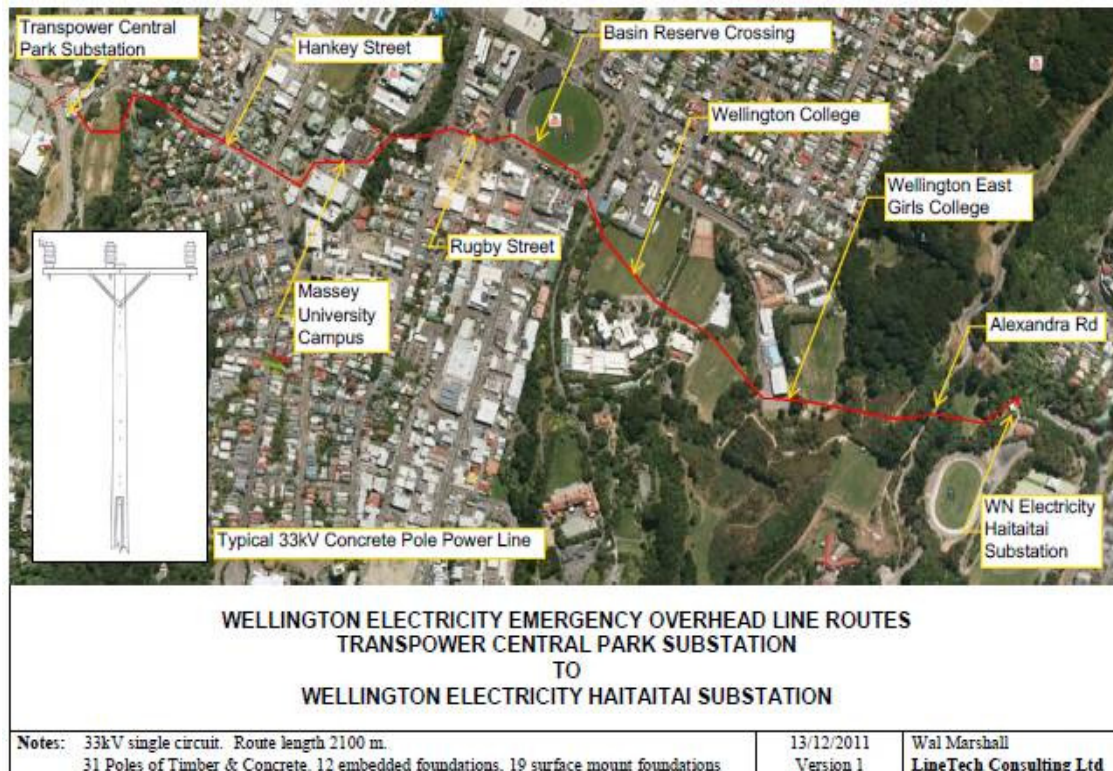 Transpower Central
Park Substation
Hankey Street
Basin Reserve Crossing
Wellington College
Wellington East
Girls College
Rugby Street
Massey
University
Campus
Alexandra Rd
WN Electricity
Haitaitai
Substation
Typical 33kV Concrete Pole Power Line
WELLINGTON ELECTRICITY EMERGENCY OVERHEAD LINE ROUTES
TRANSPOWER CENTRAL PARK SUBSTATION
TO
WELLINGTON ELECTRICITY HAITAITAI SUBSTATION
Notes: 33kV single circuit. Route length 2100 m.
31 Poles of Timber & Concrete. 12 embedded foundations, 19 surface mount foundations
13/12/2011
Version 1
Wal Marshall
LineTech Consulting Ltd